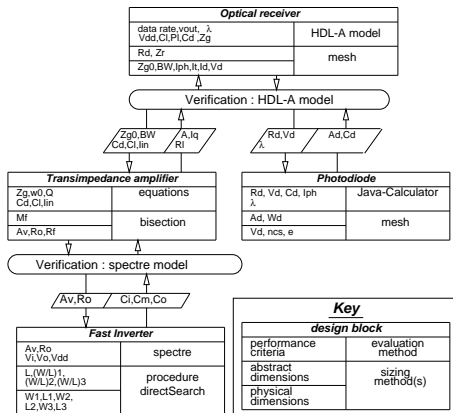 Optical receiver
data rate,vout, λ
Vdd,Cl,Pl,Cd ,Zg
HDL-A model
Rd, Zr
mesh
Zg0,BW,Iph,It,Id,Vd
Verification : HDL-A model
Zg0,BW
Cd,Cl,Iin
A,Iq
Rl
Rd,Vd
λ
Ad,Cd
Transimpedance amplifier
Zg,w0,Q
Cd,Cl,Iin
equations
Mf
bisection
Av,Ro,Rf
Photodiode
Rd, Vd, Cd, Iph
λ
Java-Calculator
Ad, Wd
mesh
Vd, ncs, e
Verification : spectre model
Av,Ro
Ci,Cm,Co
Fast Inverter
Av,Ro
Vi,Vo,Vdd
spectre
L,(W/L)1,
(W/L)2,(W/L)3
procedure
directSearch
W1,L1,W2,
L2,W3,L3
Key
design block
performance
criteria
evaluation
method
abstract
dimensions
sizing
method(s)
physical
dimensions